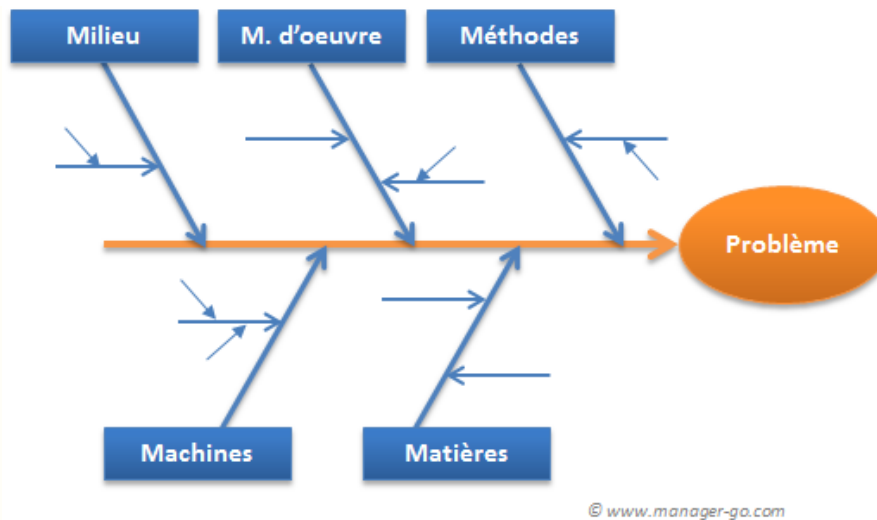 Milieu
M. d'oeuvre
Méthodes
Problème
Machines
Matières
© www.manager-go.com